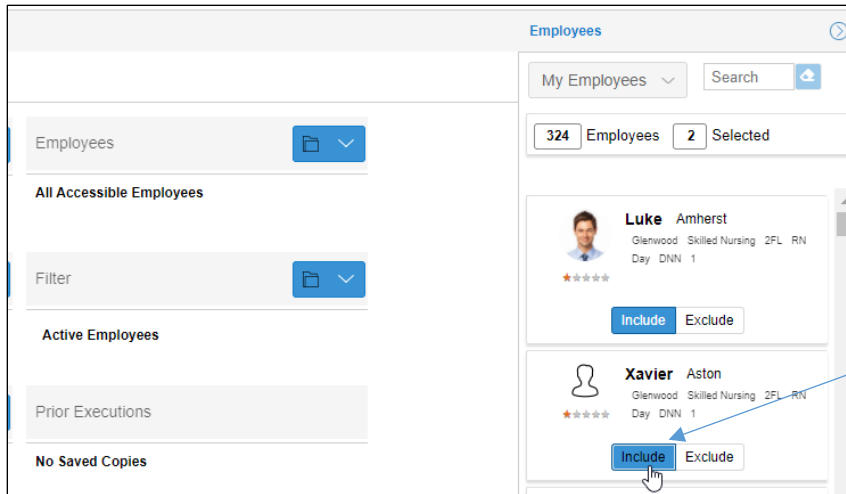 Employees
My Employees
Search
324 Employees 2 Selected
Employees
All Accessible Employees
Luke Amherst
Glenwood Skilled Nursing 2FL RN
Day DNN 1
Include Exclude
Filter
Active Employees
Xavier Aston
Glenwood Skilled Nursing 2FL RN
Day DNN 1
Include Exclude
Prior Executions
No Saved Copies